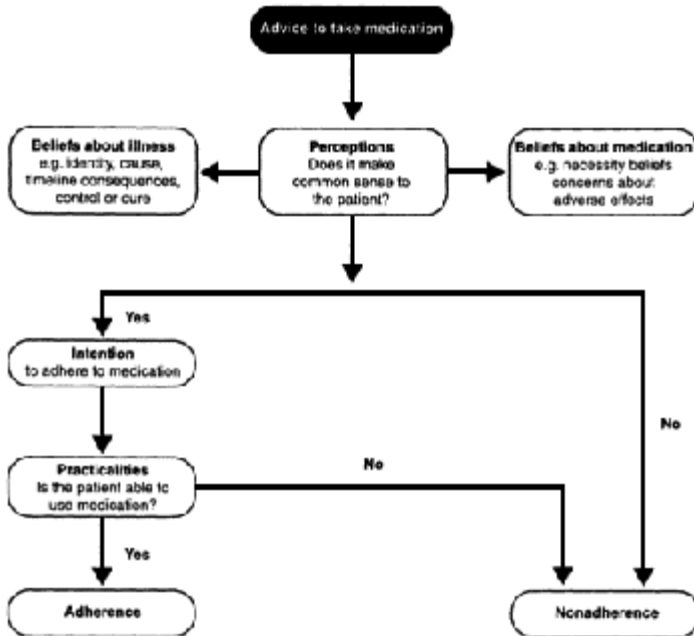 Advice to take medication
Beliefs about illness
e.g. identity, cause,
timeline consequences,
control or cure
Perceptions
Does it make
common sense to
the patient?
Beliefs about medication
e.g. necessity beliefs
concerns about
adverse effects
Yes
Intention
to adhere to medication
No
Practicalities
Is the patient able to
use medication?
No
Yes
Adherence
Nonadherence